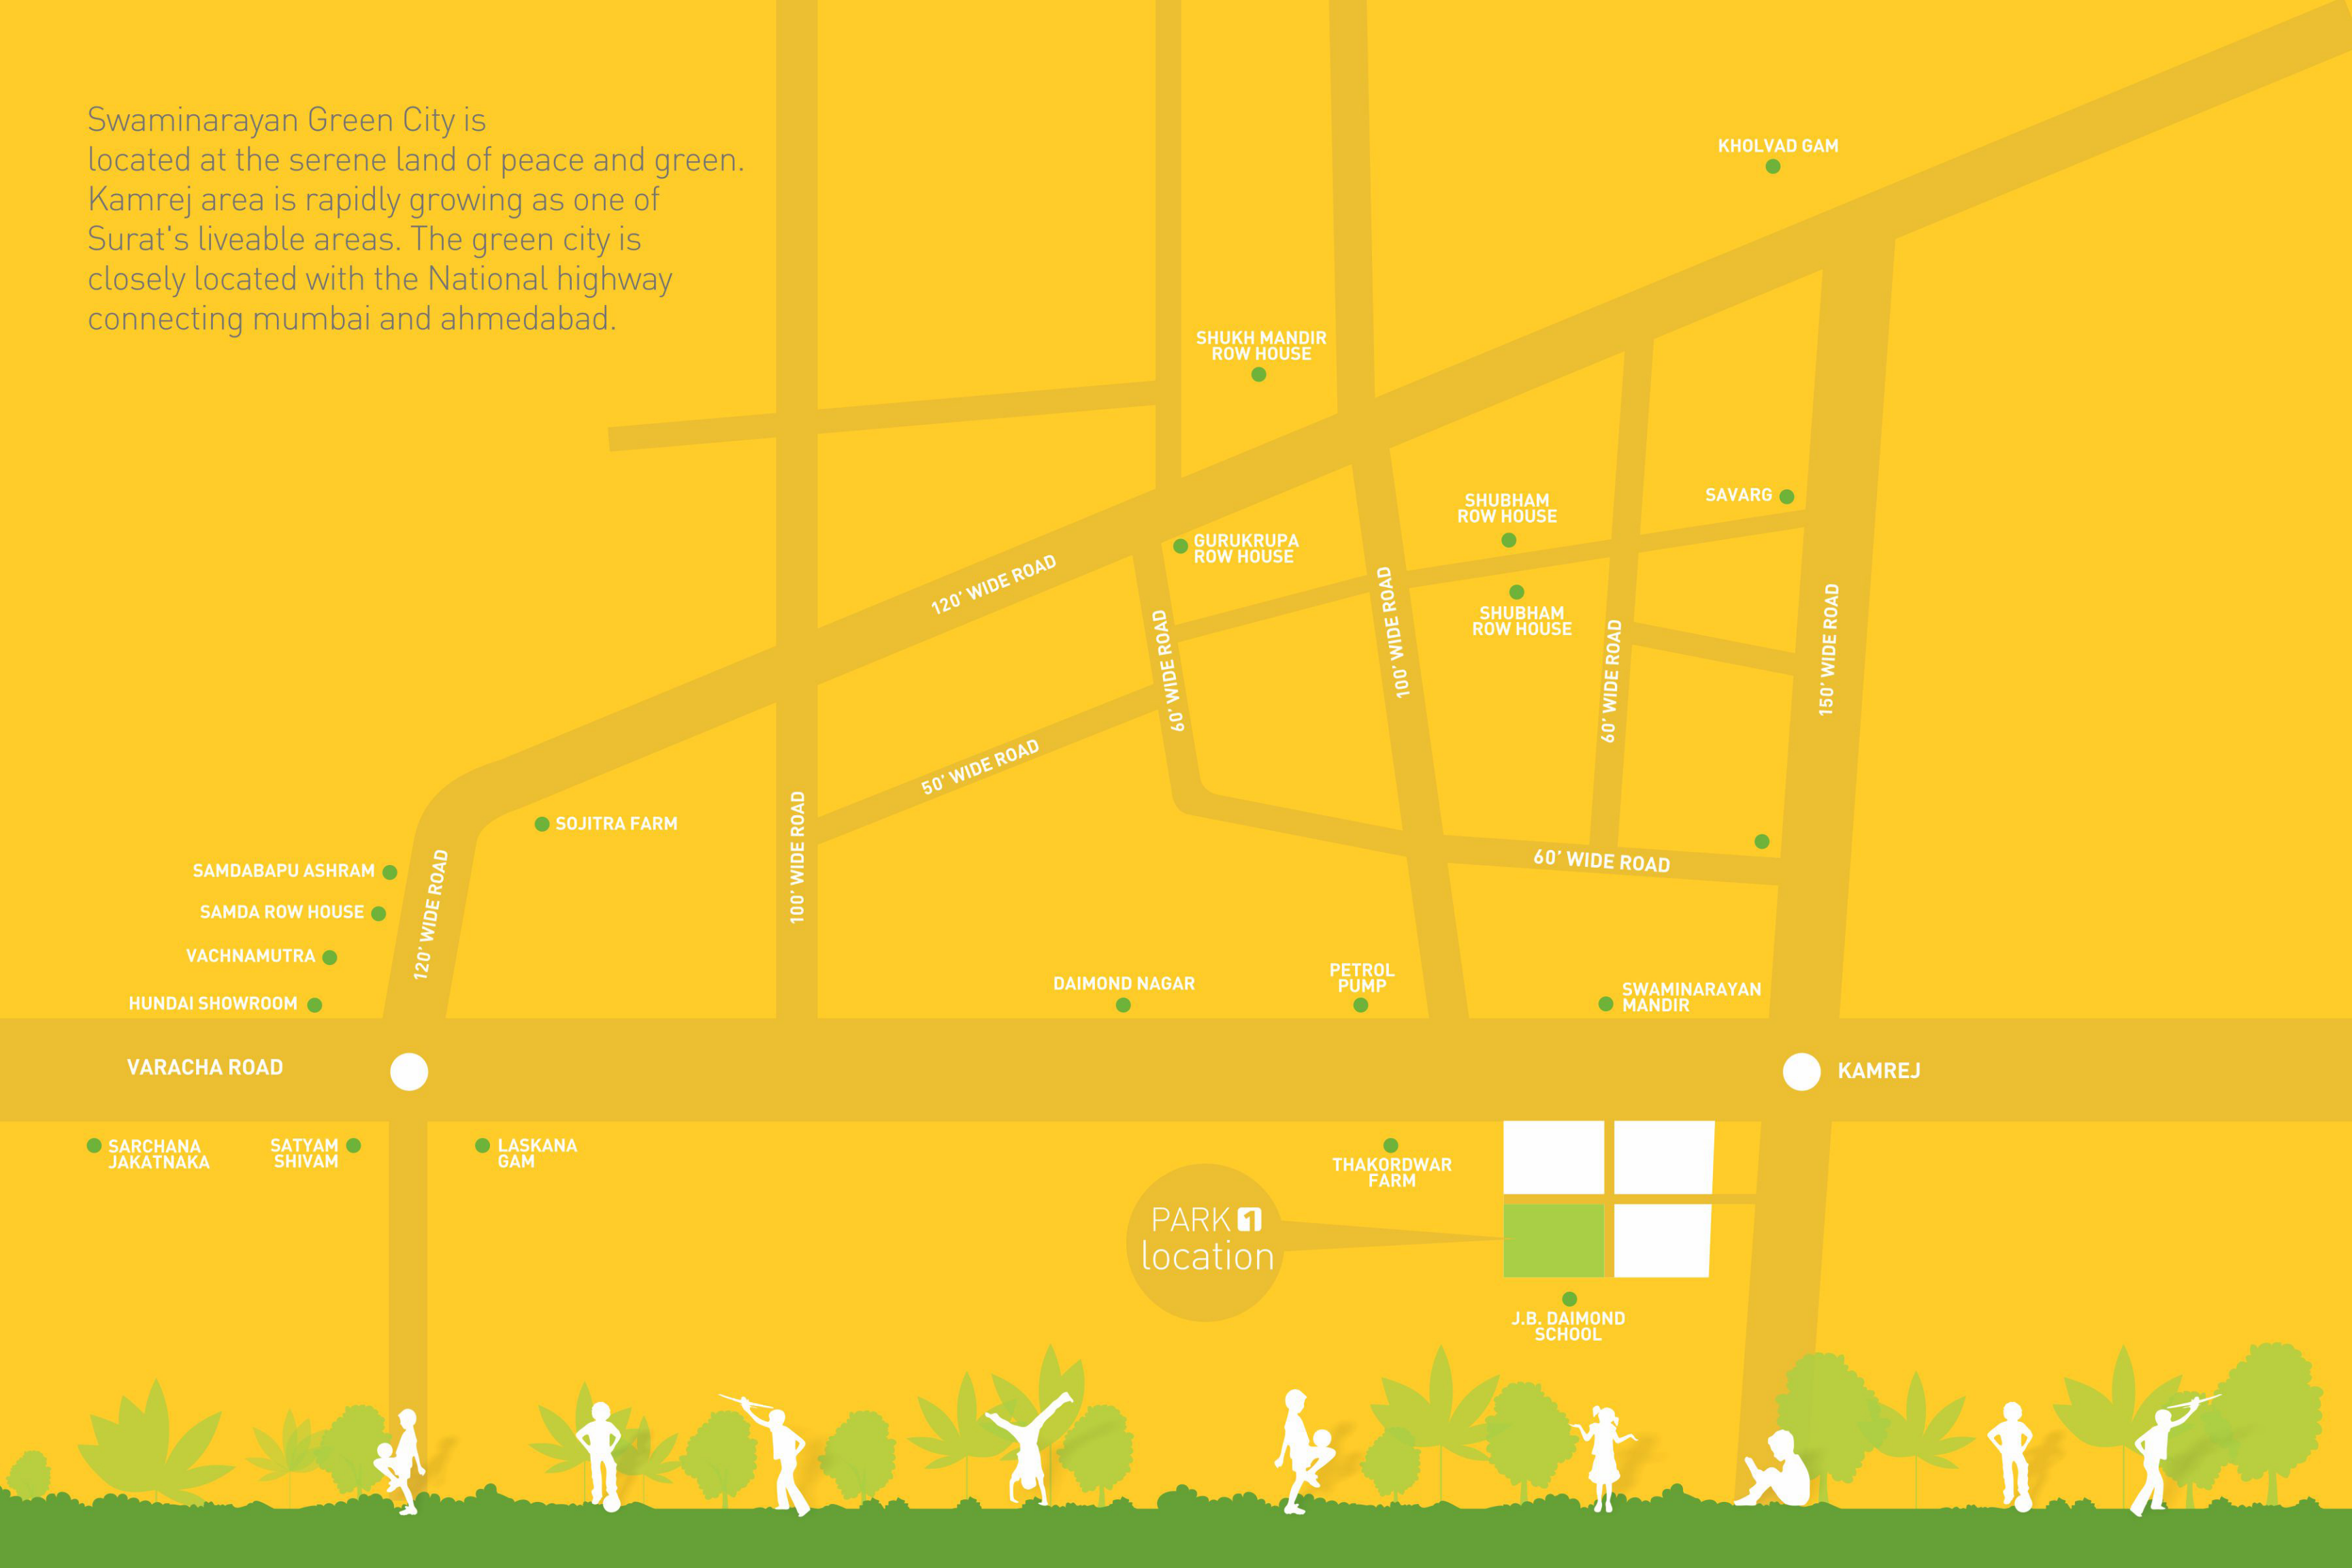 Swaminarayan Green City is
located at the serene land of peace and green.
Kamrej area is rapidly growing as one of
Surat's liveable areas. The green city is
closely located with the National highway
connecting mumbai and ahmedabad.
KHOLVAD GAM
SHUKH MANDIR
ROW HOUSE
SHUBHAM
ROW HOUSE
SAVARG
GURUKRUPA
ROW HOUSE
120' WIDE ROAD
60' WIDE ROAD
100' WIDE ROAD
SHUBHAM
ROW HOUSE
60' WIDE ROAD
150' WIDE ROAD
50' WIDE ROAD
SOJITRA FARM
100' WIDE ROAD
60' WIDE ROAD
SAMDABAPU ASHRAM
120' WIDE ROAD
SAMDA ROW HOUSE
VACHNAMUTRA
HUNDAI SHOWROOM
DAIMOND NAGAR
PETROL
PUMP
SWAMINARAYAN
MANDIR
VARACHA ROAD
KAMREJ
SARCHANA
JAKATNAKA
SATYAM
SHIVAM
LASKANA
GAM
THAKORDWAR
FARM
PARK 1
location
J.B. DAIMOND
SCHOOL